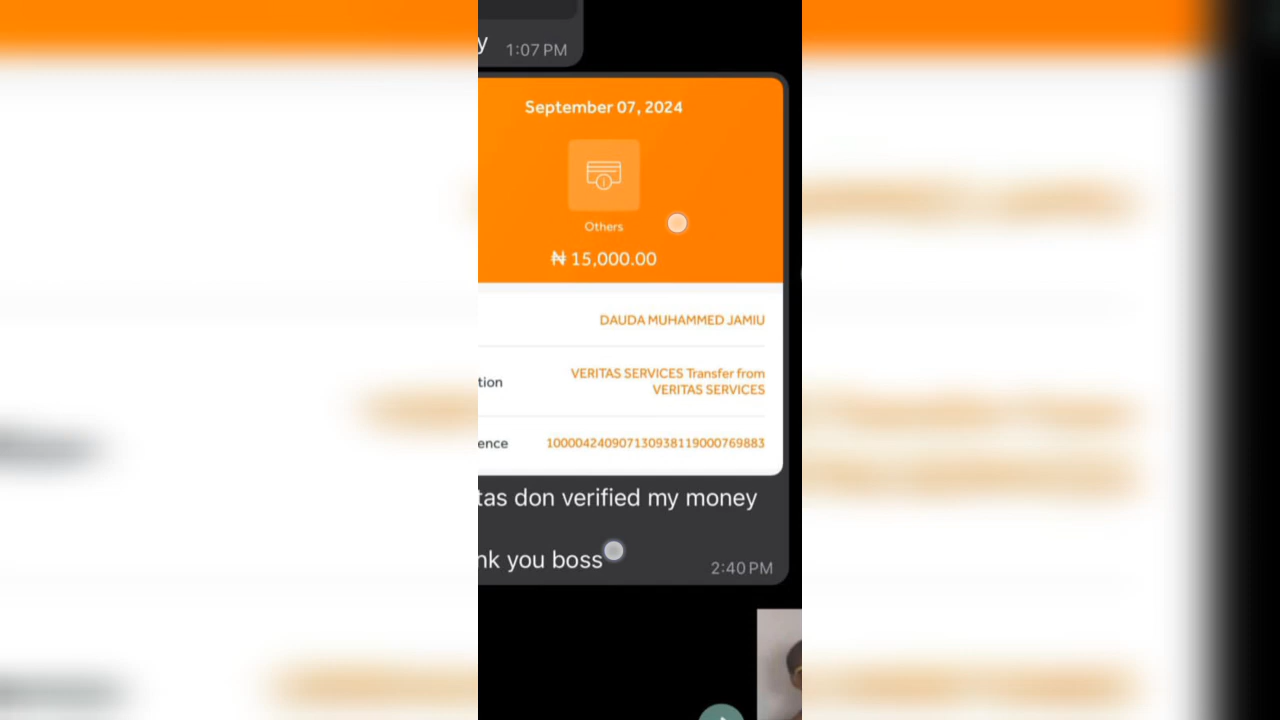 y 1:07 PM
September 07, 2024
Others
₦ 15,000.00
DAUDA MUHAMMED JAMIU
tion VERITAS SERVICES Transfer from
VERITAS SERVICES
ence 100004240907130938119000769883
tas don verified my money
nk you boss
2:40 PM